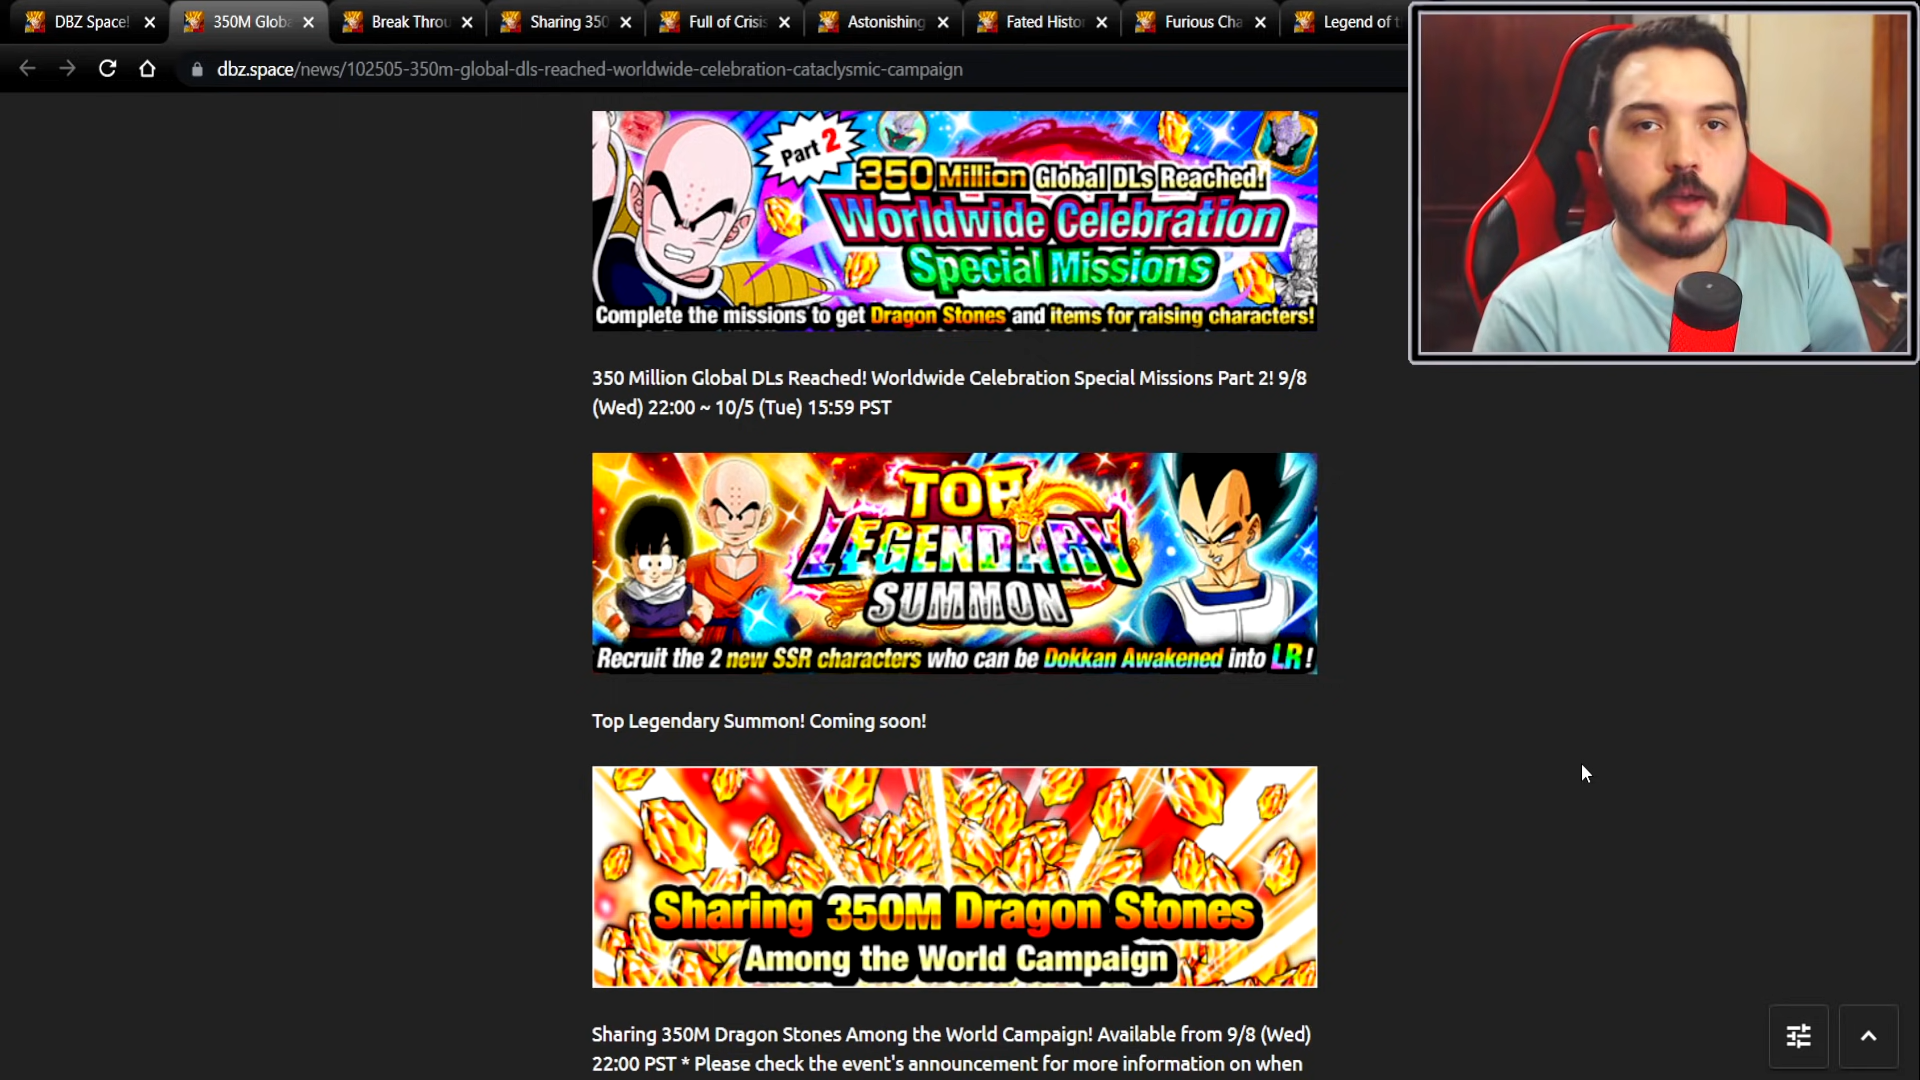 DBZ Space!
350M Globa
Break Throu
Sharing 350
Full of Crisis
Astonishing
Fated Histor
Furious Cha
Legend of t
dbz.space/news/102505-350m-global-dls-reached-worldwide-celebration-cataclysmic-campaign
Part 2
350 Million Global DLs Reached!
Worldwide Celebration
Special Missions
Complete the missions to get Dragon Stones and items for raising characters!
350 Million Global DLs Reached! Worldwide Celebration Special Missions Part 2! 9/8
(Wed) 22:00 ~ 10/5 (Tue) 15:59 PST
TOP
LEGENDARY
SUMMON
Recruit the 2 new SSR characters who can be Dokkan Awakened into LR!
Top Legendary Summon! Coming soon!
Sharing 350M Dragon Stones
Among the World Campaign
Sharing 350M Dragon Stones Among the World Campaign! Available from 9/8 (Wed)
22:00 PST * Please check the event's announcement for more information on when